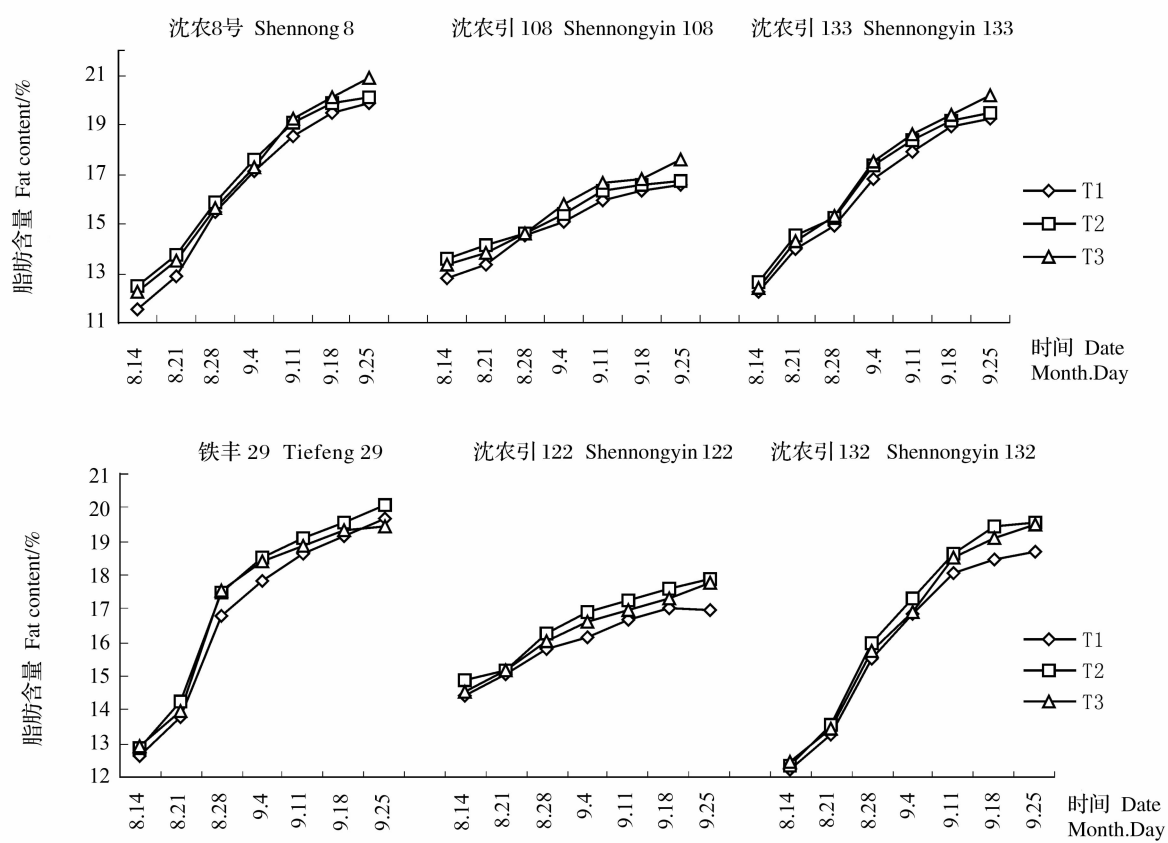 沈农8号 Shennong 8 沈农引 108 Shennongyin 108 沈农引 133 Shennongyin 133
脂肪含量 Fat content/%
21
19
17
15
13
11
T1
T2
T3
8.14 8.21 8.28 9.4 9.11 9.18 9.25 8.14 8.21 8.28 9.4 9.11 9.18 9.25 8.14 8.21 8.28 9.4 9.11 9.18 9.25
时间 Date
Month.Day
铁丰 29 Tiefeng 29 沈农引 122 Shennongyin 122 沈农引 132 Shennongyin 132
脂肪含量 Fat content/%
21
20
19
18
17
16
15
14
13
12
T1
T2
T3
8.14 8.21 8.28 9.4 9.11 9.18 9.25 8.14 8.21 8.28 9.4 9.11 9.18 9.25 8.14 8.21 8.28 9.4 9.11 9.18 9.25
时间 Date
Month.Day